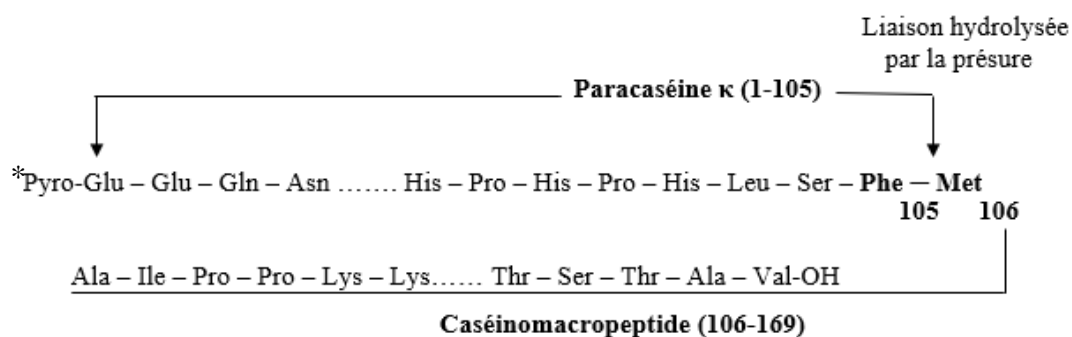 Liaison hydrolysée
par la présure
Paracaséine κ (1-105)
*Pyro-Glu – Glu – Gln – Asn ....... His – Pro – His – Pro – His – Leu – Ser – Phe — Met
105 106
Ala – Ile – Pro – Pro – Lys – Lys...... Thr – Ser – Thr – Ala – Val-OH
Caséinomacropeptide (106-169)